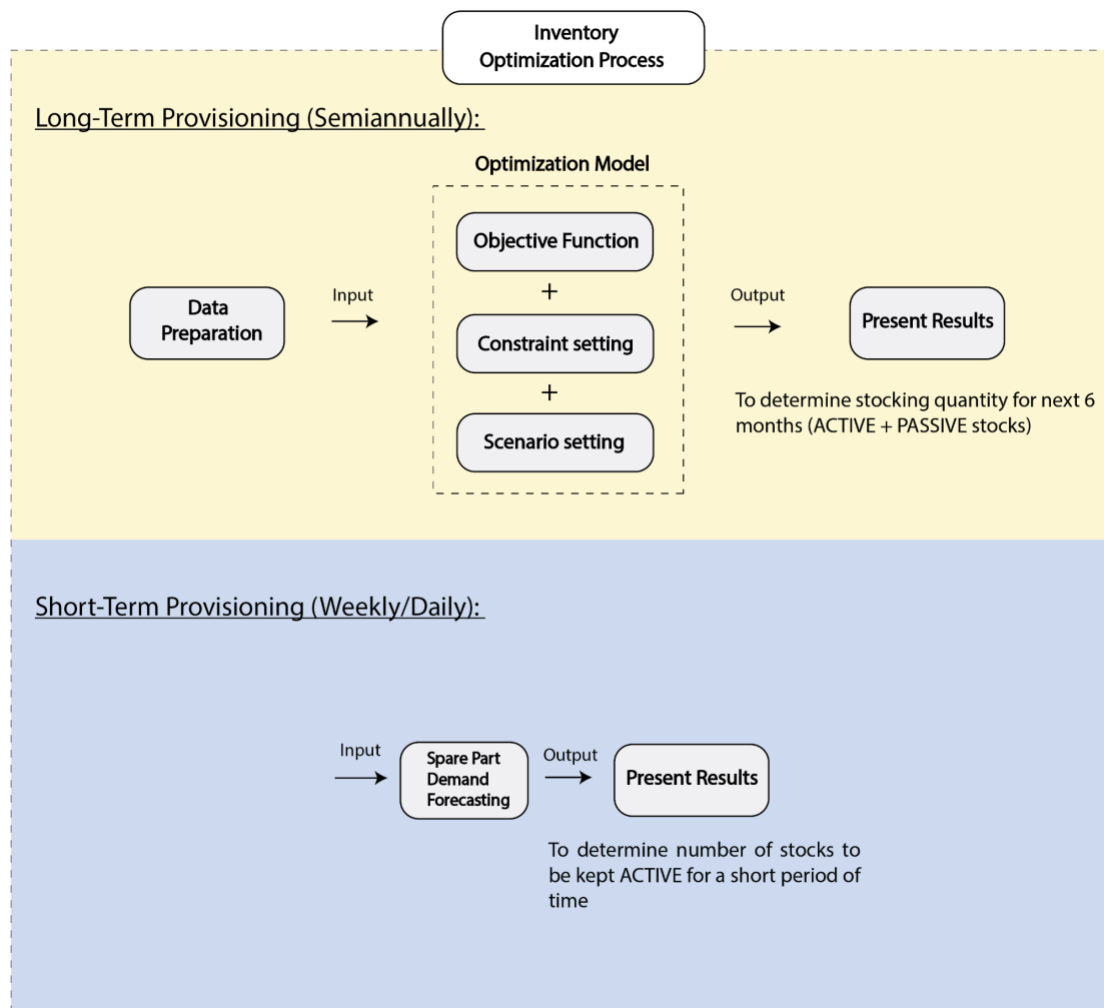 Inventory
Optimization Process
Long-Term Provisioning (Semiannually):
Optimization Model
Objective Function
+
Data
Preparation
Input
Constraint setting
Output
Present Results
+
Scenario setting
To determine stocking quantity for next 6
months (ACTIVE + PASSIVE stocks)
Short-Term Provisioning (Weekly/Daily):
Input
Spare Part
Demand
Forecasting
Output
Present Results
To determine number of stocks to
be kept ACTIVE for a short period of
time